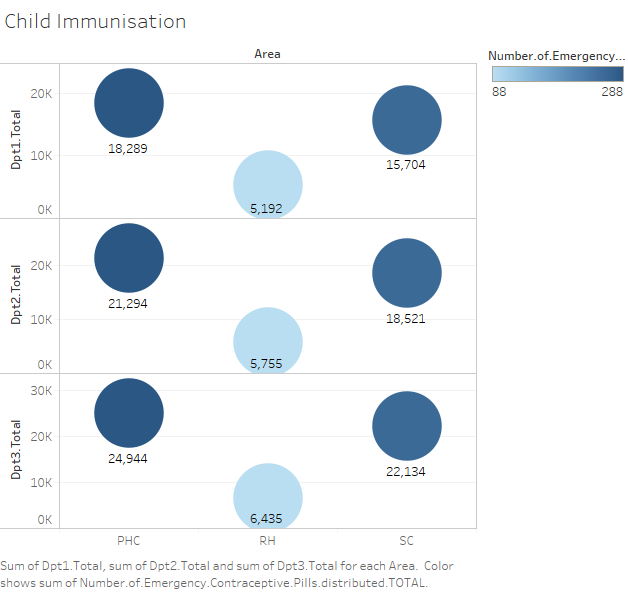 Child Immunisation
Area
Number.of.Emergency...
88 288
Dpt1.Total
20K
10K
0K
18,289
5,192
15,704
Dpt2.Total
20K
10K
0K
21,294
5,755
18,521
Dpt3.Total
30K
20K
10K
0K
24,944
6,435
22,134
PHC RH SC
Sum of Dpt1.Total, sum of Dpt2.Total and sum of Dpt3.Total for each Area. Color
shows sum of Number.of.Emergency.Contraceptive.Pills.distributed.TOTAL.